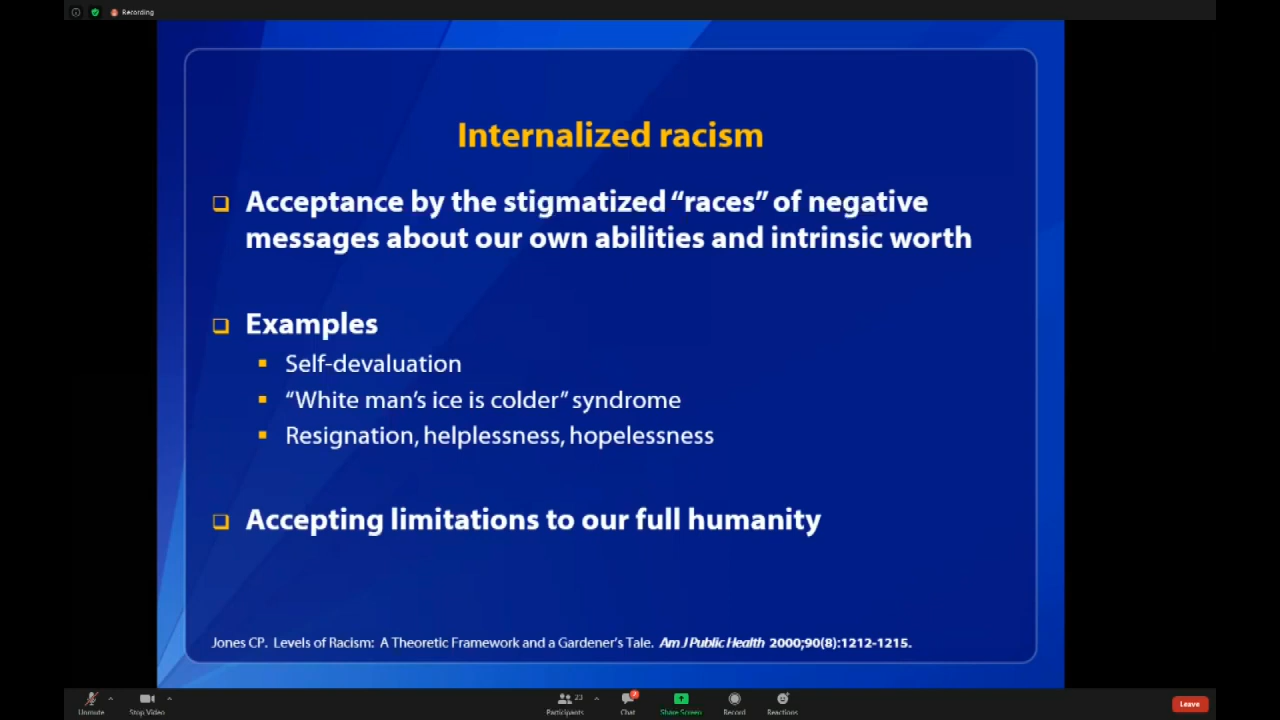 Recording
Internalized racism
Acceptance by the stigmatized “races” of negative
messages about our own abilities and intrinsic worth
Examples
Self-devaluation
“White man’s ice is colder” syndrome
Resignation, helplessness, hopelessness
Accepting limitations to our full humanity
Jones CP. Levels of Racism: A Theoretic Framework and a Gardener’s Tale. Am J Public Health 2000;90(8):1212-1215.
Unmute Stop Video Participants 23 Chat 2 Share Screen Record Reactions Leave